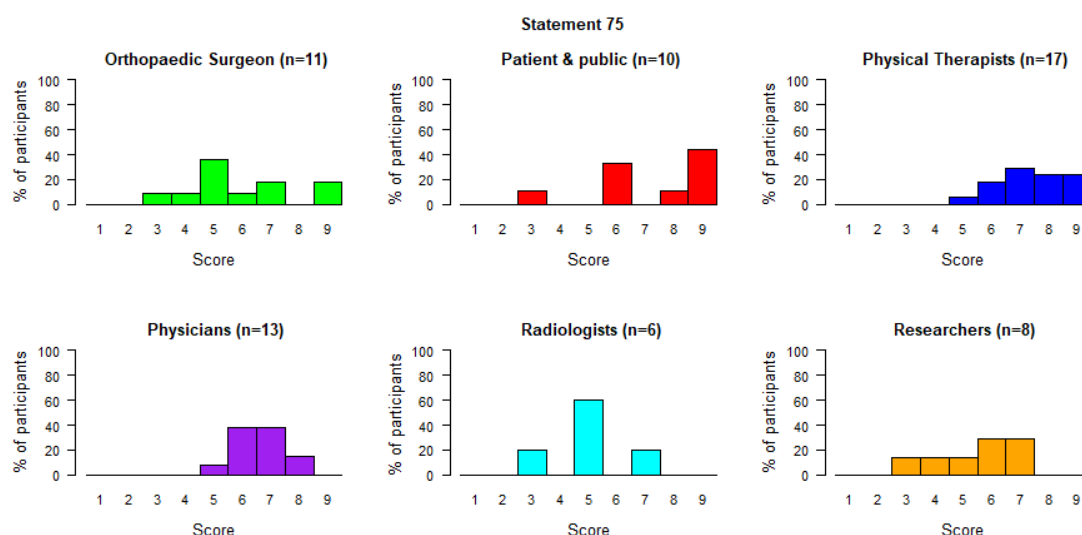 Statement 75
Orthopaedic Surgeon (n=11)
% of participants
100
80
60
40
20
0
1 2 3 4 5 6 7 8 9
Score
Patient & public (n=10)
% of participants
100
80
60
40
20
0
1 2 3 4 5 6 7 8 9
Score
Physical Therapists (n=17)
% of participants
100
80
60
40
20
0
1 2 3 4 5 6 7 8 9
Score
Physicians (n=13)
% of participants
100
80
60
40
20
0
1 2 3 4 5 6 7 8 9
Score
Radiologists (n=6)
% of participants
100
80
60
40
20
0
1 2 3 4 5 6 7 8 9
Score
Researchers (n=8)
% of participants
100
80
60
40
20
0
1 2 3 4 5 6 7 8 9
Score